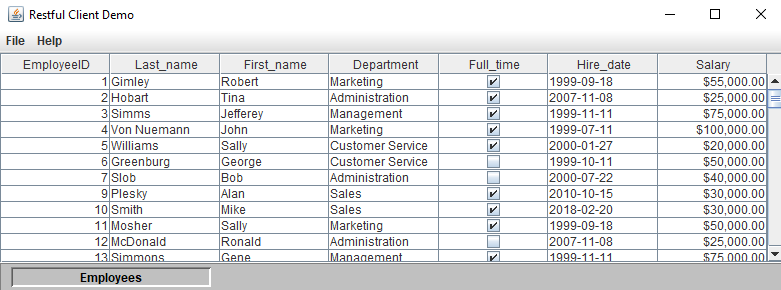 Restful Client Demo
File Help
EmployeeID Last_name First_name Department Full_time Hire_date Salary
1 Gimley Robert Marketing 1999-09-18 $55,000.00
2 Hobart Tina Administration 2007-11-08 $25,000.00
3 Simms Jefferey Management 1999-11-11 $75,000.00
4 Von Nuemann John Marketing 1999-07-11 $100,000.00
5 Williams Sally Customer Service 2000-01-27 $20,000.00
6 Greenburg George Customer Service 1999-10-11 $50,000.00
7 Slob Bob Administration 2000-07-22 $40,000.00
9 Plesky Alan Sales 2010-10-15 $30,000.00
10 Smith Mike Sales 2018-02-20 $30,000.00
11 Mosher Sally Marketing 1999-09-18 $50,000.00
12 McDonald Ronald Administration 2007-11-08 $25,000.00
13 Simmons Gene Management 1999-11-11 $75,000.00
Employees